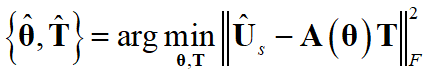 {θ̂, T̂} = arg min_{θ,T} ‖Û_s − A(θ)T‖_F^2